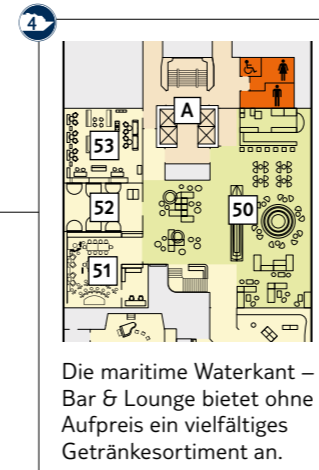 4
A
53
52
50
51
Die maritime Waterkant –
Bar & Lounge bietet ohne
Aufpreis ein vielfältiges
Getränkesortiment an.